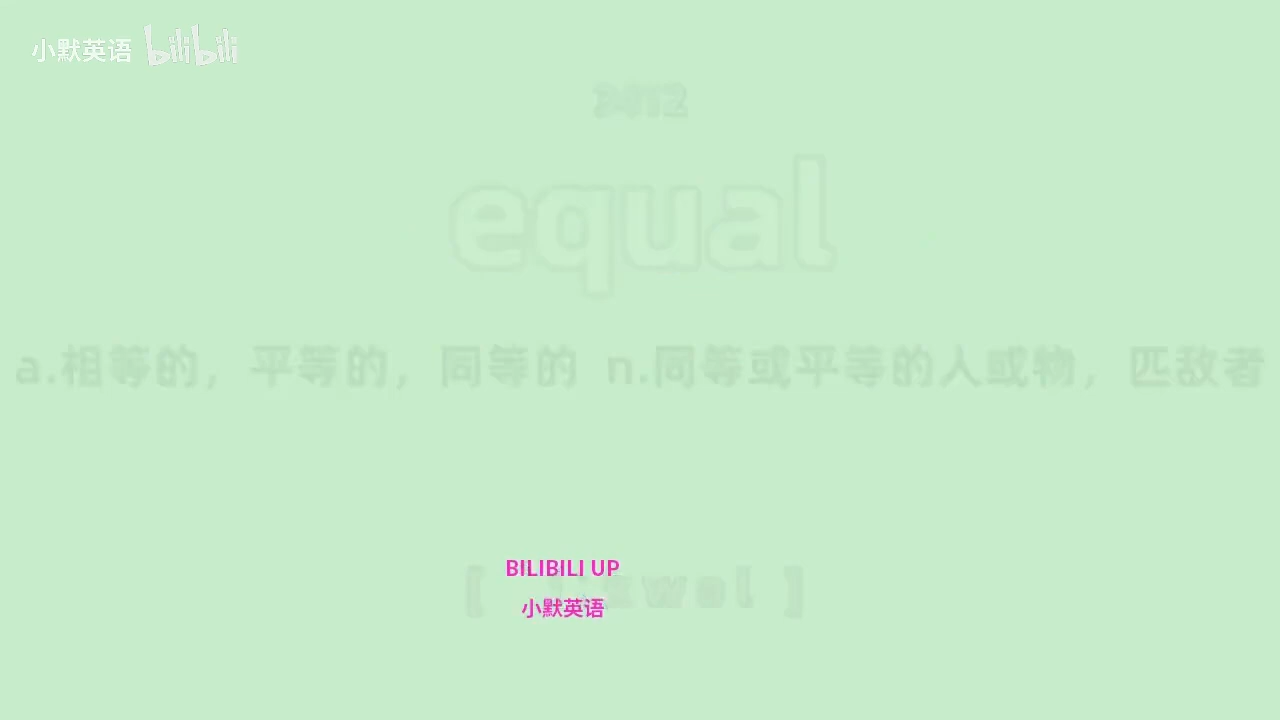 小默英语 bilibili
3012
equal
a.相等的，平等的，同等的 n.同等或平等的人或物，匹敌者
BILIBILI UP
小默英语